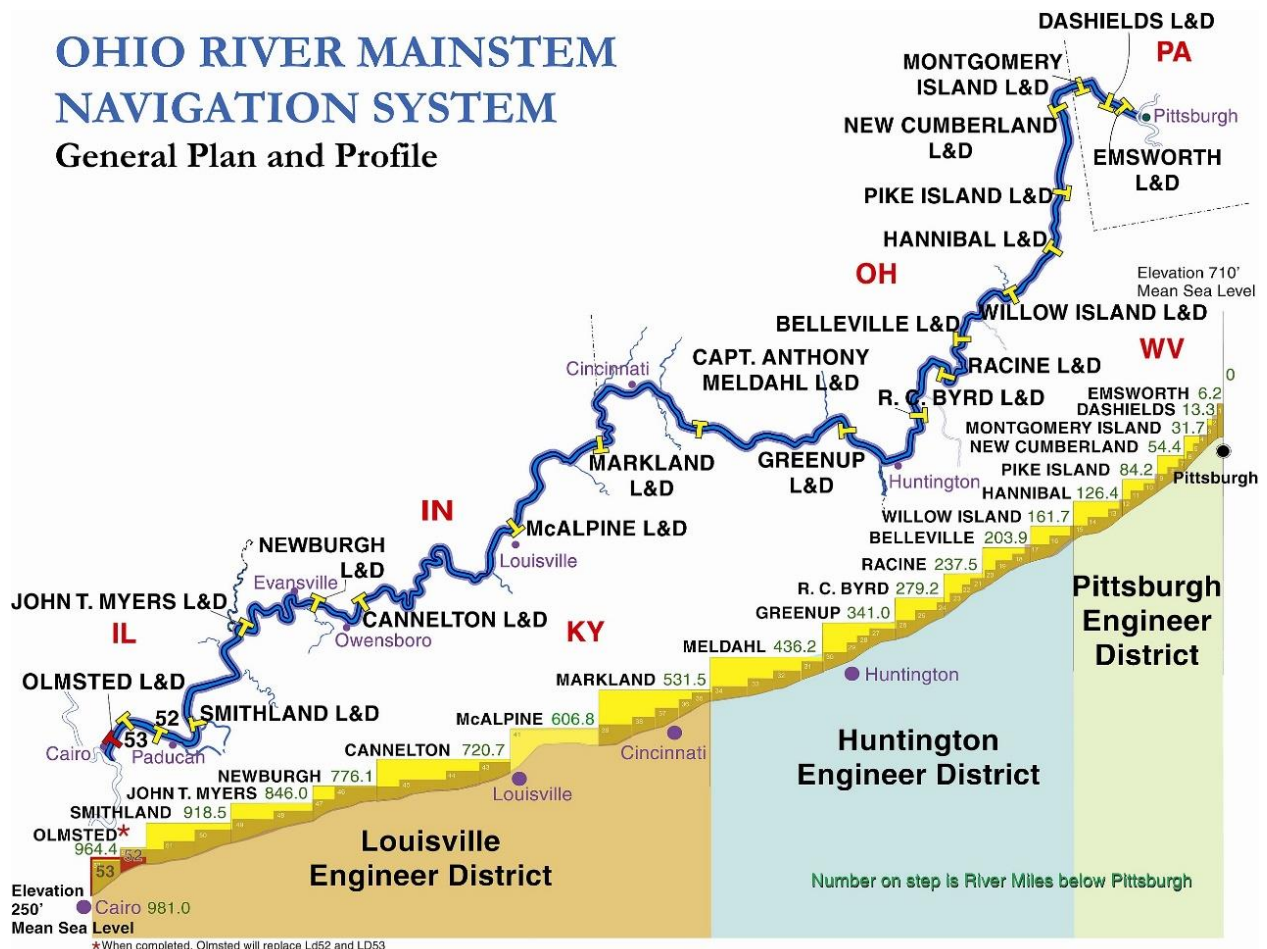 OHIO RIVER MAINSTEM
NAVIGATION SYSTEM
General Plan and Profile
DASHIELDS L&D
PA
MONTGOMERY
ISLAND L&D
Pittsburgh
NEW CUMBERLAND
L&D
EMSWORTH
L&D
PIKE ISLAND L&D
HANNIBAL L&D
OH
Elevation 710'
Mean Sea Level
WILLOW ISLAND L&D
BELLEVILLE L&D
WV
CAPT. ANTHONY
MELDAHL L&D
Cincinnati
RACINE L&D
R. C. BYRD L&D
MARKLAND
L&D
GREENUP
L&D
Huntington
IN
McALPINE L&D
Louisville
NEWBURGH
L&D
Evansville
JOHN T. MYERS L&D
CANNELTON L&D
Owensboro
IL
KY
OLMSTED L&D
52
SMITHLAND L&D
53
Cairo
Paducah
0
EMSWORTH 6.2
DASHIELDS 13.3
MONTGOMERY ISLAND 31.7
NEW CUMBERLAND 54.4
PIKE ISLAND 84.2
Pittsburgh
HANNIBAL 126.4
WILLOW ISLAND 161.7
BELLEVILLE 203.9
RACINE 237.5
R. C. BYRD 279.2
GREENUP 341.0
MELDAHL 436.2
Huntington
MARKLAND 531.5
McALPINE 606.8
Cincinnati
CANNELTON 720.7
Louisville
NEWBURGH 776.1
JOHN T. MYERS 846.0
SMITHLAND 918.5
OLMSTED*
964.4
52
53
Pittsburgh
Engineer
District
Huntington
Engineer District
Louisville
Engineer District
Number on step is River Miles below Pittsburgh
Elevation
250'
Mean Sea Level
Cairo 981.0
*When completed, Olmsted will replace Ld52 and LD53